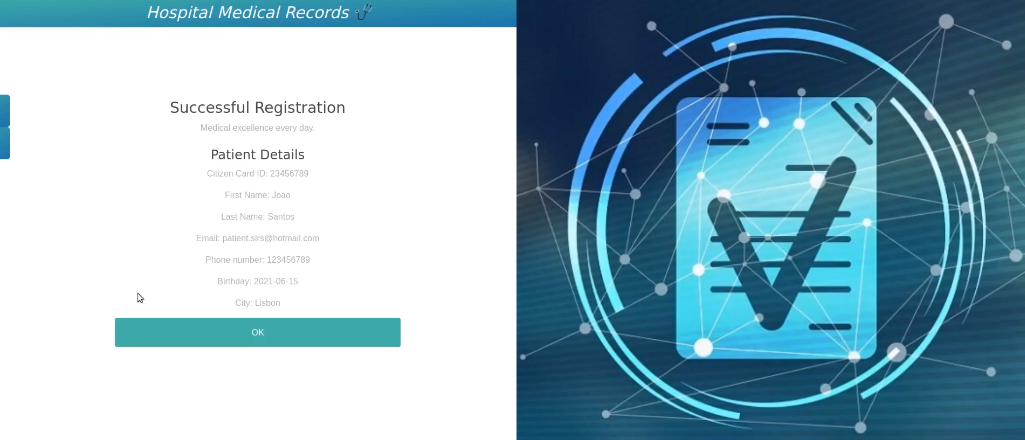 Hospital Medical Records
Successful Registration
Medical excellence every day.
Patient Details
Citizen Card ID: 23456789
First Name: Joao
Last Name: Santos
Email: patient.sirs@hotmail.com
Phone number: 123456789
Birthday: 2021-06-15
City: Lisbon
OK